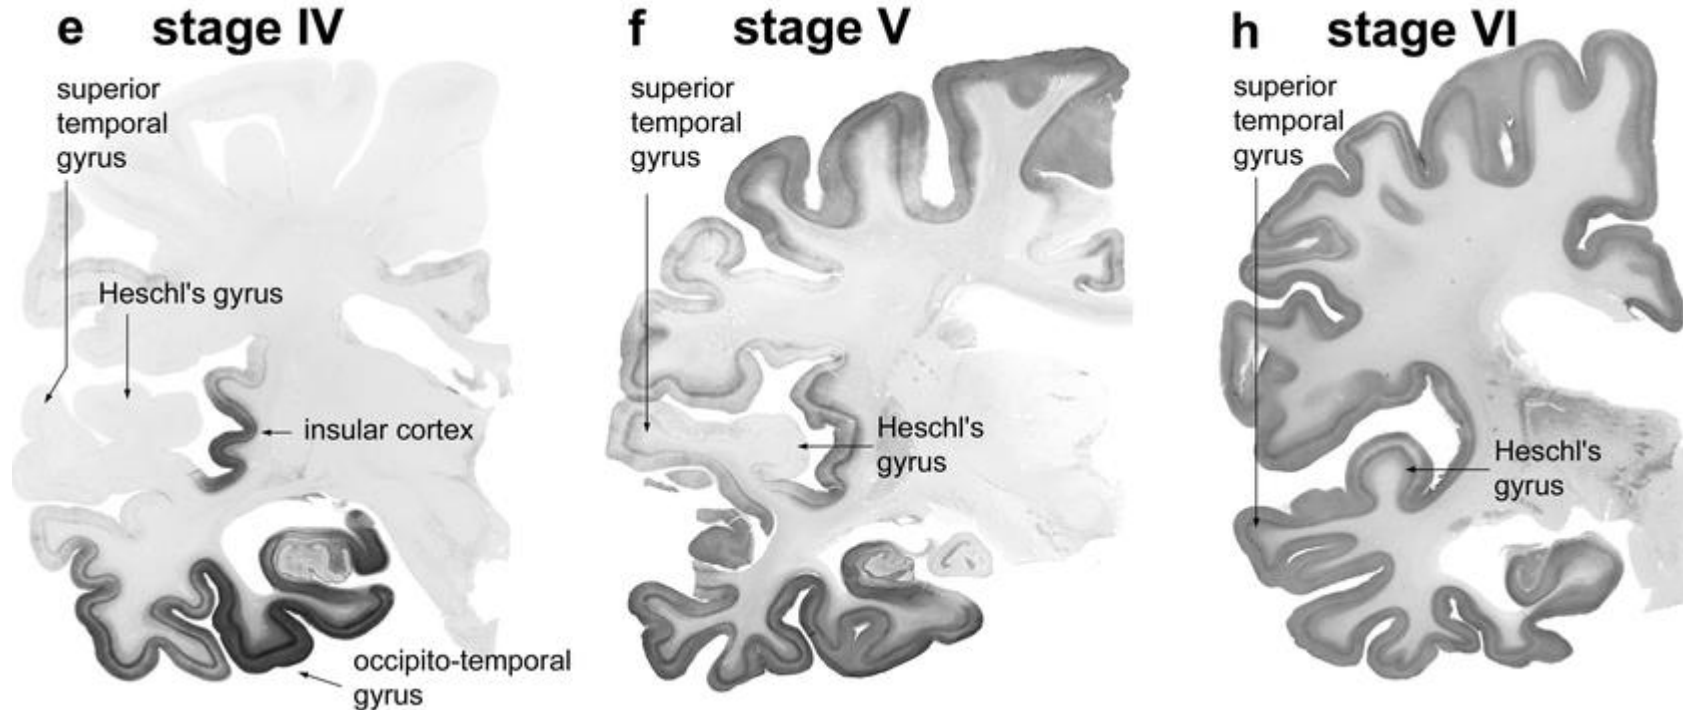 e stage IV
superior
temporal
gyrus
Heschl's gyrus
insular cortex
occipito-temporal
gyrus
f stage V
superior
temporal
gyrus
Heschl's
gyrus
h stage VI
superior
temporal
gyrus
Heschl's
gyrus